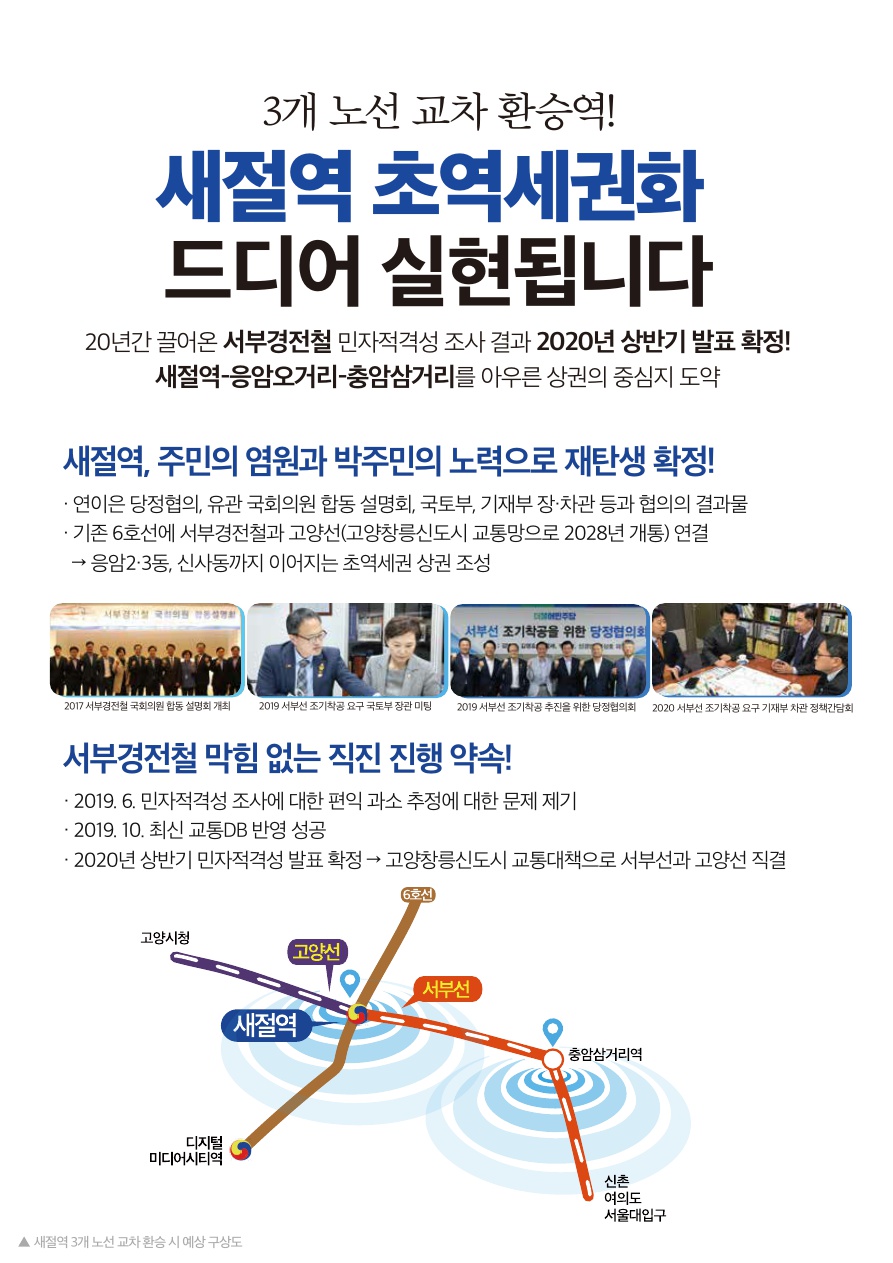 3개 노선 교차 환승역!
새절역 초역세권화
드디어 실현됩니다
20년간 끌어온 서부경전철 민자적격성 조사 결과 2020년 상반기 발표 확정!
새절역-응암오거리-충암삼거리를 아우른 상권의 중심지 도약
새절역, 주민의 염원과 박주민의 노력으로 재탄생 확정!
· 연이은 당정협의, 유관 국회의원 합동 설명회, 국토부, 기재부 장·차관 등과 협의의 결과물
· 기존 6호선에 서부경전철과 고양선(고양창릉신도시 교통망으로 2028년 개통) 연결
→ 응암2·3동, 신사동까지 이어지는 초역세권 상권 조성
서부경전철 국회의원 합동설명회
더불어민주당
서부선 조기착공을 위한 당정협의회
2017 서부경전철 국회의원 합동 설명회 개최
2019 서부선 조기착공 요구 국토부 장관 미팅
2019 서부선 조기착공 추진을 위한 당정협의회
2020 서부선 조기착공 요구 기재부 차관 정책간담회
서부경전철 막힘 없는 직진 진행 약속!
· 2019. 6. 민자적격성 조사에 대한 편익 과소 추정에 대한 문제 제기
· 2019. 10. 최신 교통DB 반영 성공
· 2020년 상반기 민자적격성 발표 확정 → 고양창릉신도시 교통대책으로 서부선과 고양선 직결
6호선
고양시청
고양선
서부선
새절역
충암삼거리역
디지털
미디어시티역
신촌
여의도
서울대입구
▲ 새절역 3개 노선 교차 환승 시 예상 구상도